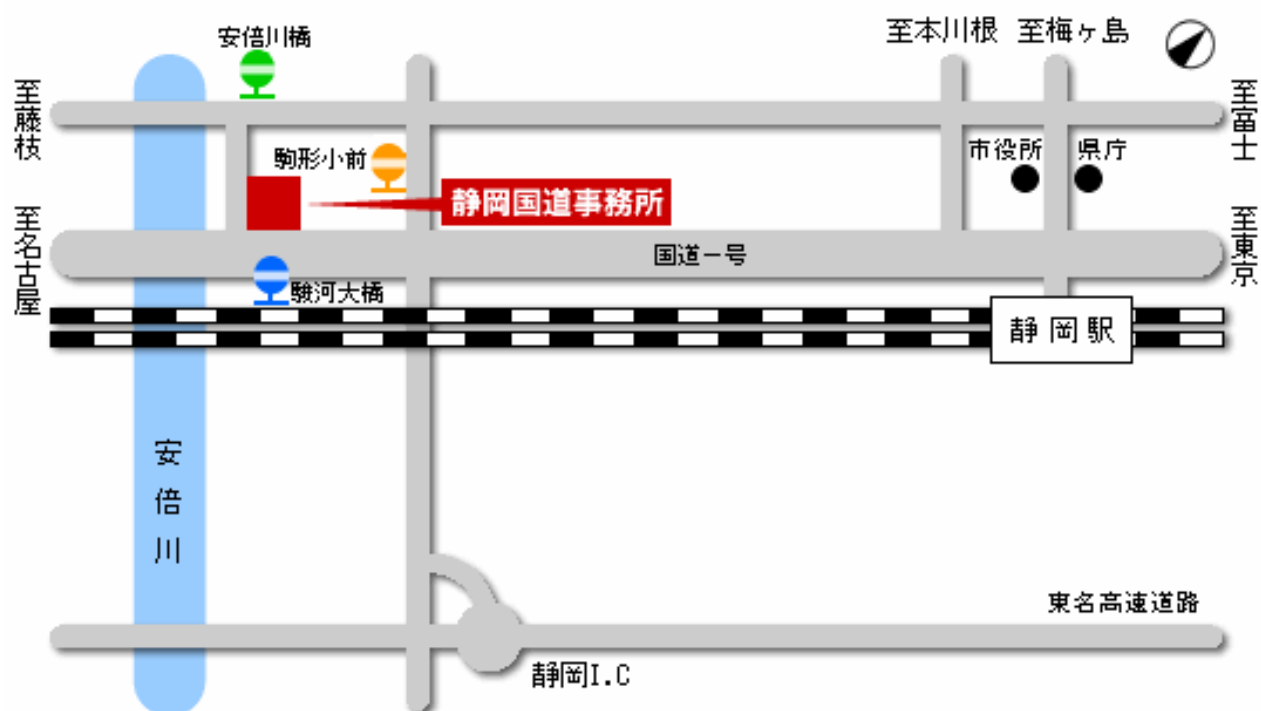 安倍川橋
至本川根
至梅ヶ島
至藤枝
至富士
駒形小前
市役所
県庁
静岡国道事務所
至名古屋
至東京
国道一号
駿河大橋
静岡駅
安倍川
東名高速道路
静岡I.C